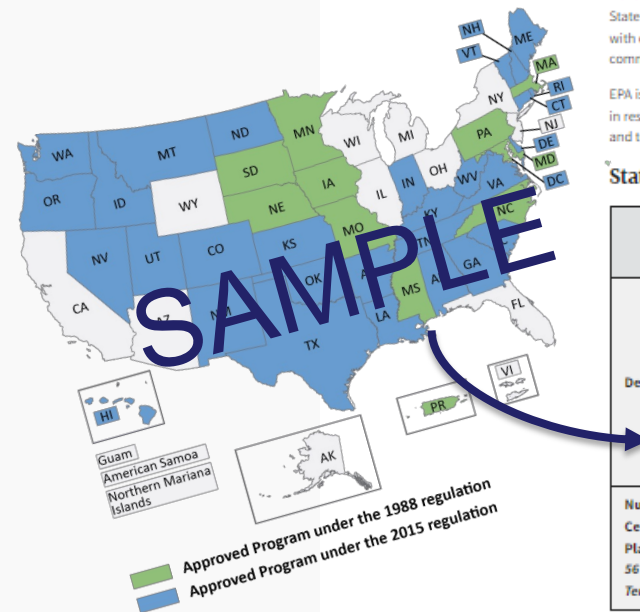 State
with
comm
EPA is
in res
and t
Stat
NH
ME
VT
MA
RI
CT
NY
NJ
PA
DE
MD
DC
WA
MT
ND
MN
WI
MI
OR
ID
SD
WY
IA
NE
IL
IN
OH
WV
VA
KY
NC
NV
UT
CO
KS
MO
TN
CA
OK
MS
GA
TX
LA
FL
SAMPLE
HI
VI
PR
AK
De
Guam
American Samoa
Northern Mariana
Islands
Approved Program under the 1988 regulation
Approved Program under the 2015 regulation
Nu
Ce
Pla
56
Te